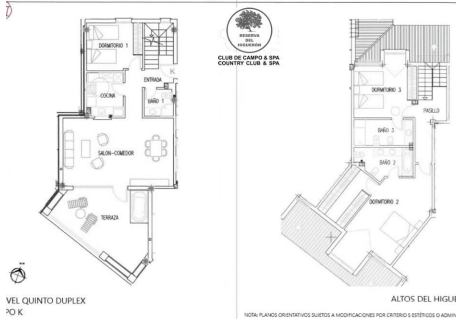 DORMITORIO 1
ENTRADA
K
COCINA
BAÑO 1
SALON-COMEDOR
TERRAZA
VEL QUINTO DUPLEX
PO K
RESERVA
DEL
HIGUERÓN
CLUB DE CAMPO & SPA
COUNTRY CLUB & SPA
DORMITORIO 3
PASILLO
BAÑO 3
BAÑO 2
DORMITORIO 2
ALTOS DEL HIGUE
NOTA: PLANOS ORIENTATIVOS SUJETOS A MODIFICACIONES POR CRITERIOS ESTÉTICOS O ADMIN